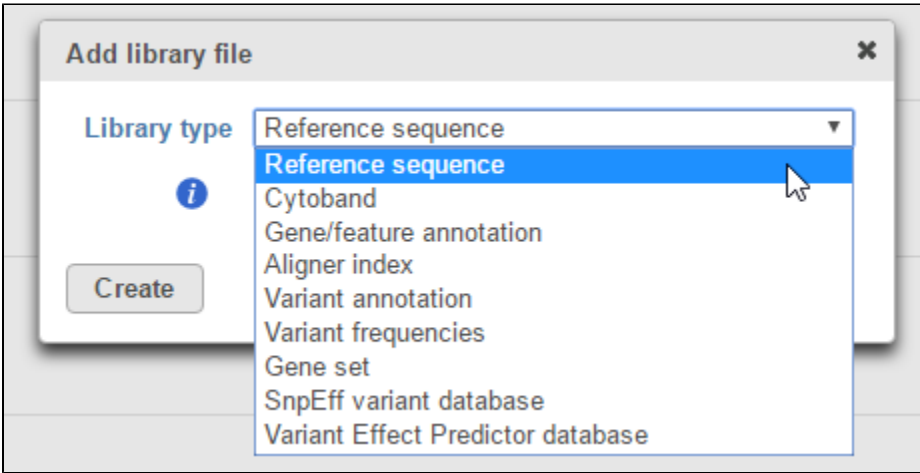 Add library file
Library type Reference sequence
Reference sequence
Cytoband
Gene/feature annotation
Aligner index
Variant annotation
Variant frequencies
Gene set
SnpEff variant database
Variant Effect Predictor database
Create